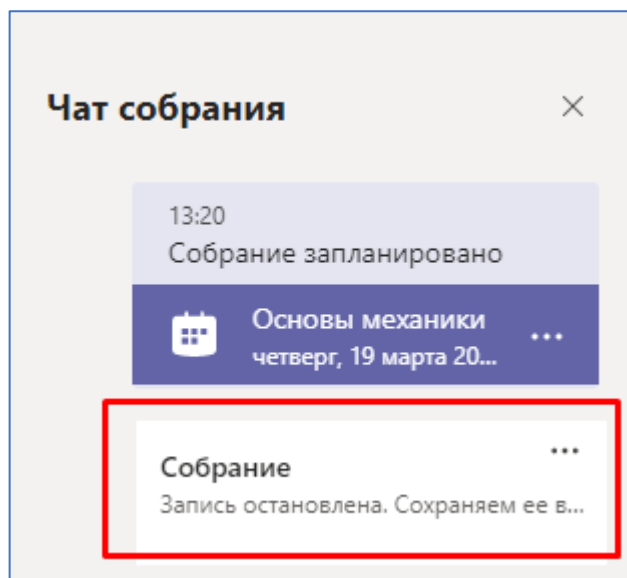 Чат собрания
13:20
Собрание запланировано
Основы механики
четверг, 19 марта 20...
Собрание
Запись остановлена. Сохраняем ее в...